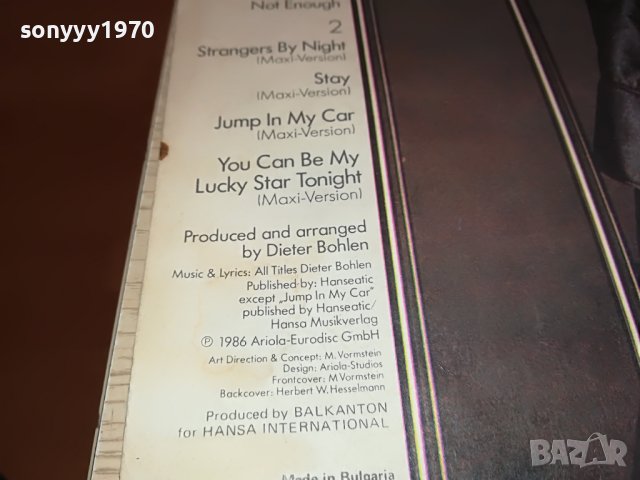 sonyyy1970
Not Enough
2
Strangers By Night
(Maxi-Version)
Stay
(Maxi-Version)
Jump In My Car
(Maxi-Version)
You Can Be My
Lucky Star Tonight
(Maxi-Version)
Produced and arranged
by Dieter Bohlen
Music & Lyrics: All Titles Dieter Bohlen
Published by: Hanseatic
except „Jump In My Car“
published by Hanseatic/
Hansa Musikverlag
℗ 1986 Ariola-Eurodisc GmbH
Art Direction & Concept: M. Vormstein
Design: Ariola-Studios
Frontcover: M Vormstein
Backcover: Herbert W. Hesselmann
Produced by BALKANTON
for HANSA INTERNATIONAL
Made in Bulgaria
BAZAR
bg